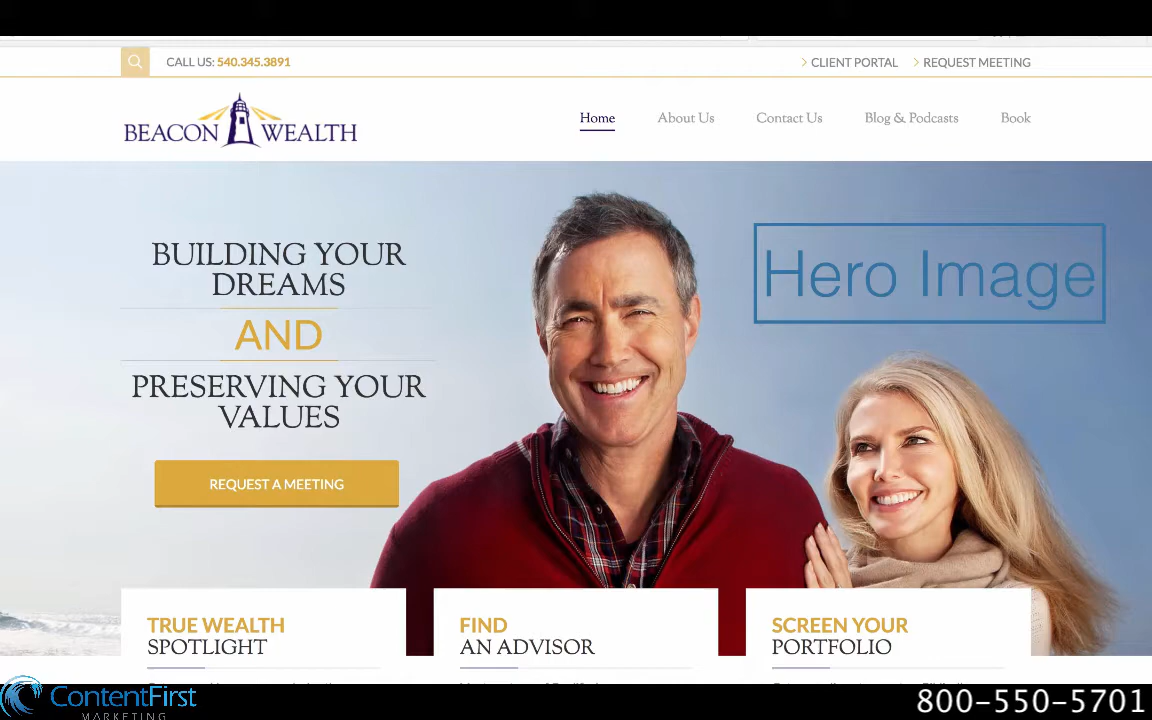 CALL US: 540.345.3891
CLIENT PORTAL
REQUEST MEETING
BEACON WEALTH
Home
About Us
Contact Us
Blog & Podcasts
Book
BUILDING YOUR
DREAMS
AND
PRESERVING YOUR
VALUES
REQUEST A MEETING
Hero Image
TRUE WEALTH
SPOTLIGHT
FIND
AN ADVISOR
SCREEN YOUR
PORTFOLIO
ContentFirst
MARKETING
800-550-5701